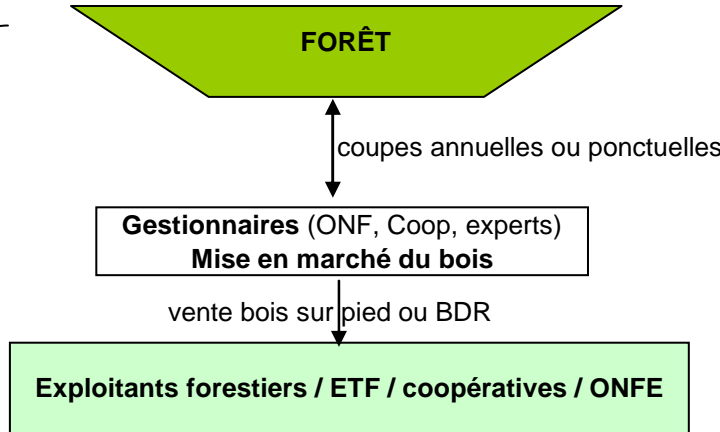 FORÊT
coupes annuelles ou ponctuelles
Gestionnaires (ONF, Coop, experts)
Mise en marché du bois
vente bois sur pied ou BDR
Exploitants forestiers / ETF / coopératives / ONFE